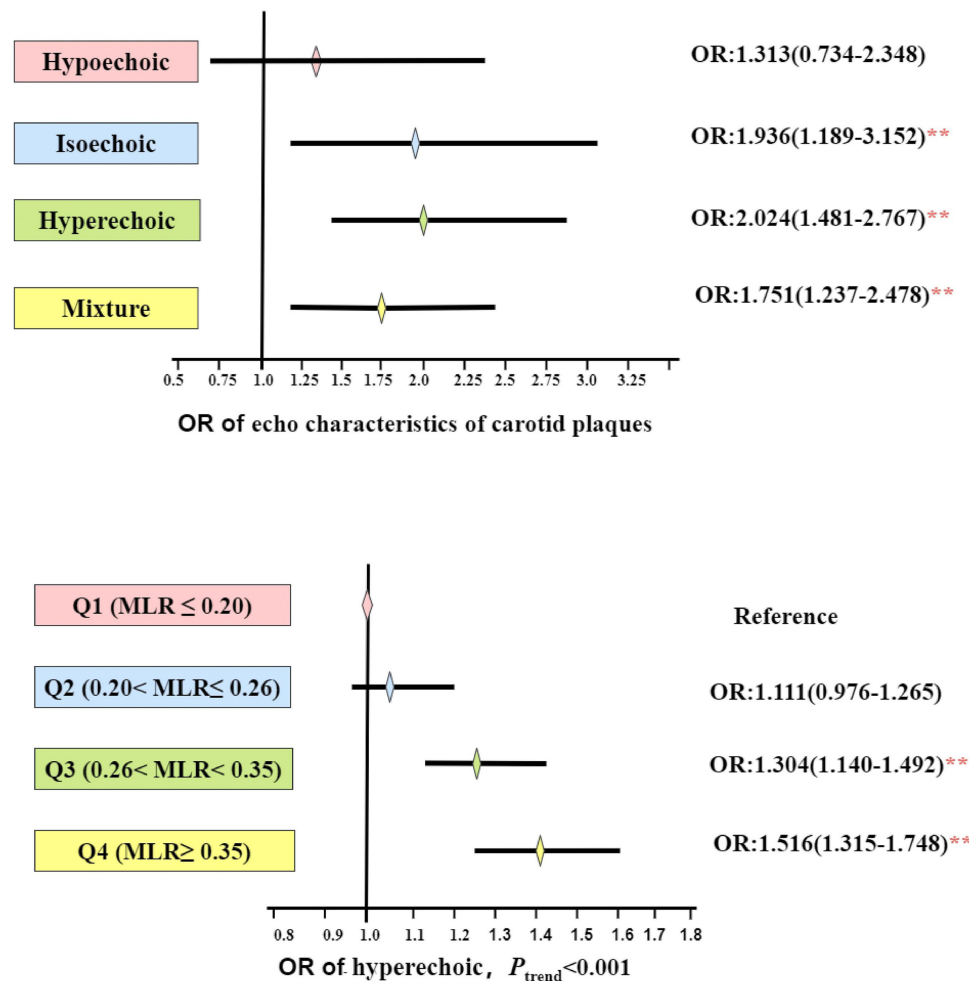 Hypoechoic OR:1.313(0.734-2.348)
Isoechoic OR:1.936(1.189-3.152)**
Hyperechoic OR:2.024(1.481-2.767)**
Mixture OR:1.751(1.237-2.478)**
0.5 0.75 1.0 1.25 1.5 1.75 2.0 2.25 2.75 3.0 3.25
OR of echo characteristics of carotid plaques
Q1 (MLR ≤ 0.20) Reference
Q2 (0.20< MLR≤ 0.26) OR:1.111(0.976-1.265)
Q3 (0.26< MLR< 0.35) OR:1.304(1.140-1.492)**
Q4 (MLR≥ 0.35) OR:1.516(1.315-1.748)**
0.8 0.9 1.0 1.1 1.2 1.4 1.5 1.6 1.7 1.8
OR of hyperechoic, Ptrend<0.001